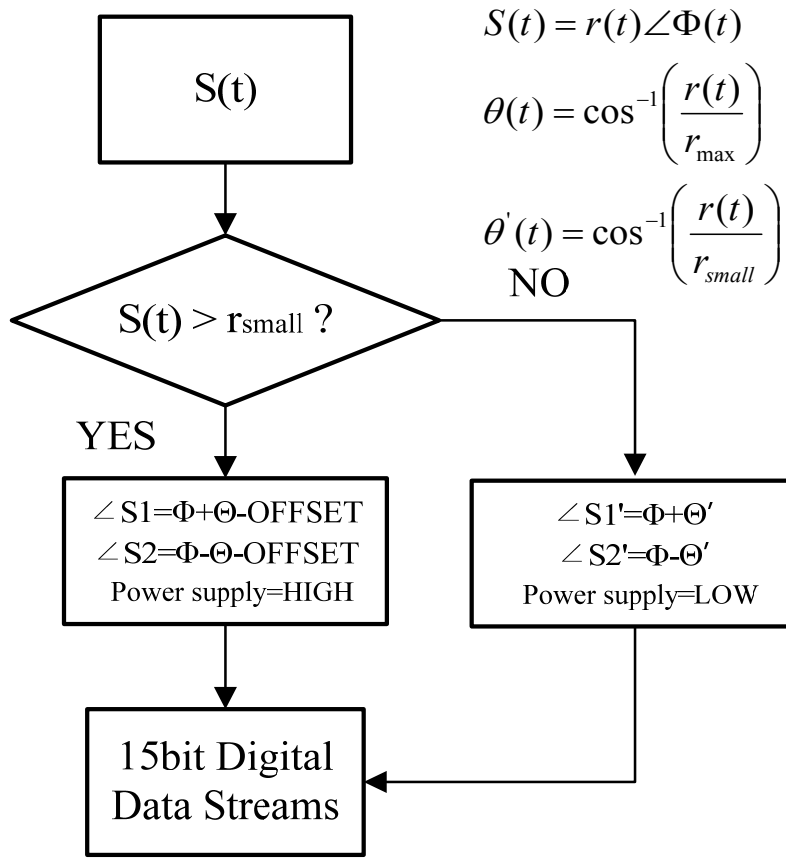 S(t)
S(t) = r(t)∠Φ(t)
θ(t) = cos⁻¹(r(t)/r_max)
θ'(t) = cos⁻¹(r(t)/r_small)
S(t) > rsmall ?
NO
YES
∠S1=Φ+Θ-OFFSET
∠S2=Φ-Θ-OFFSET
Power supply=HIGH
∠S1'=Φ+Θ'
∠S2'=Φ-Θ'
Power supply=LOW
15bit Digital
Data Streams